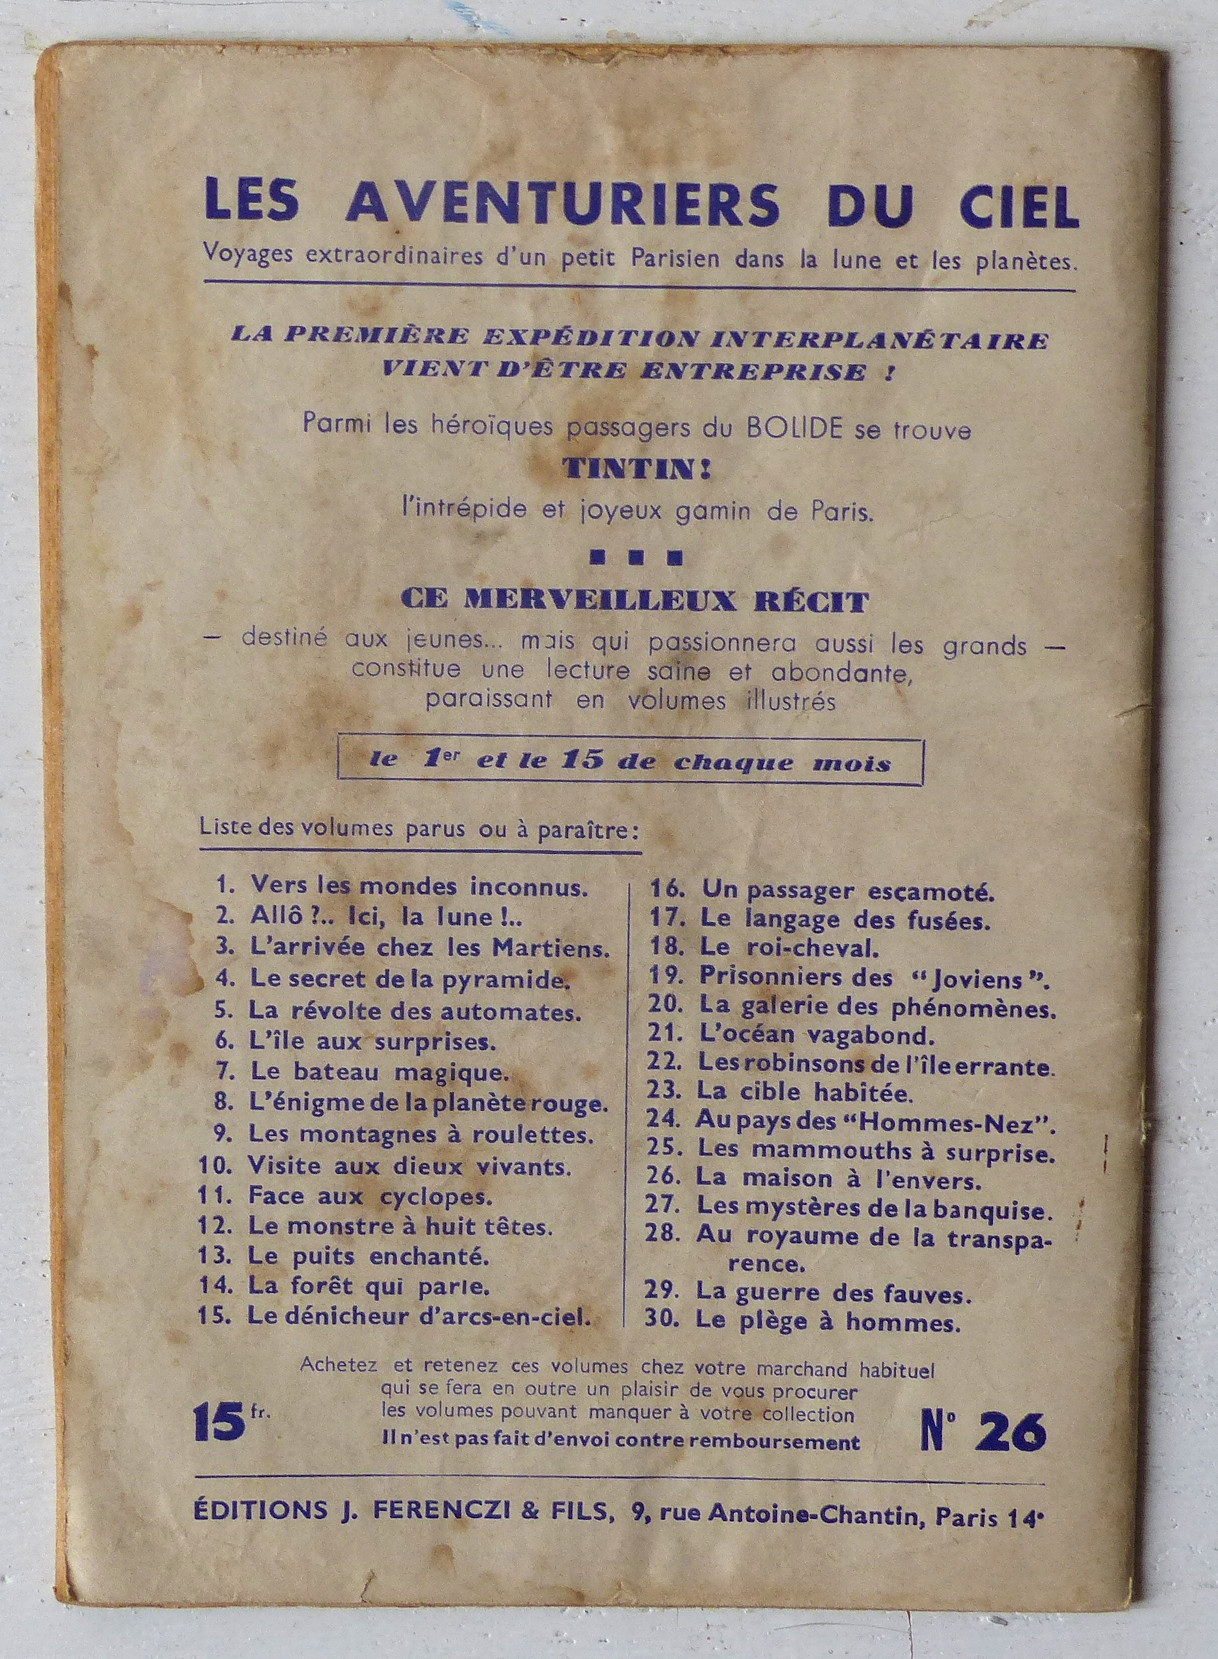 LES AVENTURIERS DU CIEL
Voyages extraordinaires d'un petit Parisien dans la lune et les planètes.
LA PREMIÈRE EXPÉDITION INTERPLANÉTAIRE
VIENT D'ÊTRE ENTREPRISE !
Parmi les héroïques passagers du BOLIDE se trouve
TINTIN!
l'intrépide et joyeux gamin de Paris.
CE MERVEILLEUX RÉCIT
— destiné aux jeunes... mais qui passionnera aussi les grands —
constitue une lecture saine et abondante,
paraissant en volumes illustrés
le 1er et le 15 de chaque mois
Liste des volumes parus ou à paraître:
1. Vers les mondes inconnus.
2. Allô ?.. Ici, la lune !..
3. L'arrivée chez les Martiens.
4. Le secret de la pyramide.
5. La révolte des automates.
6. L'île aux surprises.
7. Le bateau magique.
8. L'énigme de la planète rouge.
9. Les montagnes à roulettes.
10. Visite aux dieux vivants.
11. Face aux cyclopes.
12. Le monstre à huit têtes.
13. Le puits enchanté.
14. La forêt qui parle.
15. Le dénicheur d'arcs-en-ciel.
16. Un passager esçamoté.
17. Le langage des fusées.
18. Le roi-cheval.
19. Prisonniers des "Joviens".
20. La galerie des phénomènes.
21. L'océan vagabond.
22. Les robinsons de l'île errante.
23. La cible habitée.
24. Au pays des "Hommes-Nez".
25. Les mammouths à surprise.
26. La maison à l'envers.
27. Les mystères de la banquise.
28. Au royaume de la transpa-
rence.
29. La guerre des fauves.
30. Le plège à hommes.
Achetez et retenez ces volumes chez votre marchand habituel
qui se fera en outre un plaisir de vous procurer
les volumes pouvant manquer à votre collection
Il n'est pas fait d'envoi contre remboursement
15 fr.
N° 26
ÉDITIONS J. FERENCZI & FILS, 9, rue Antoine-Chantin, Paris 14e